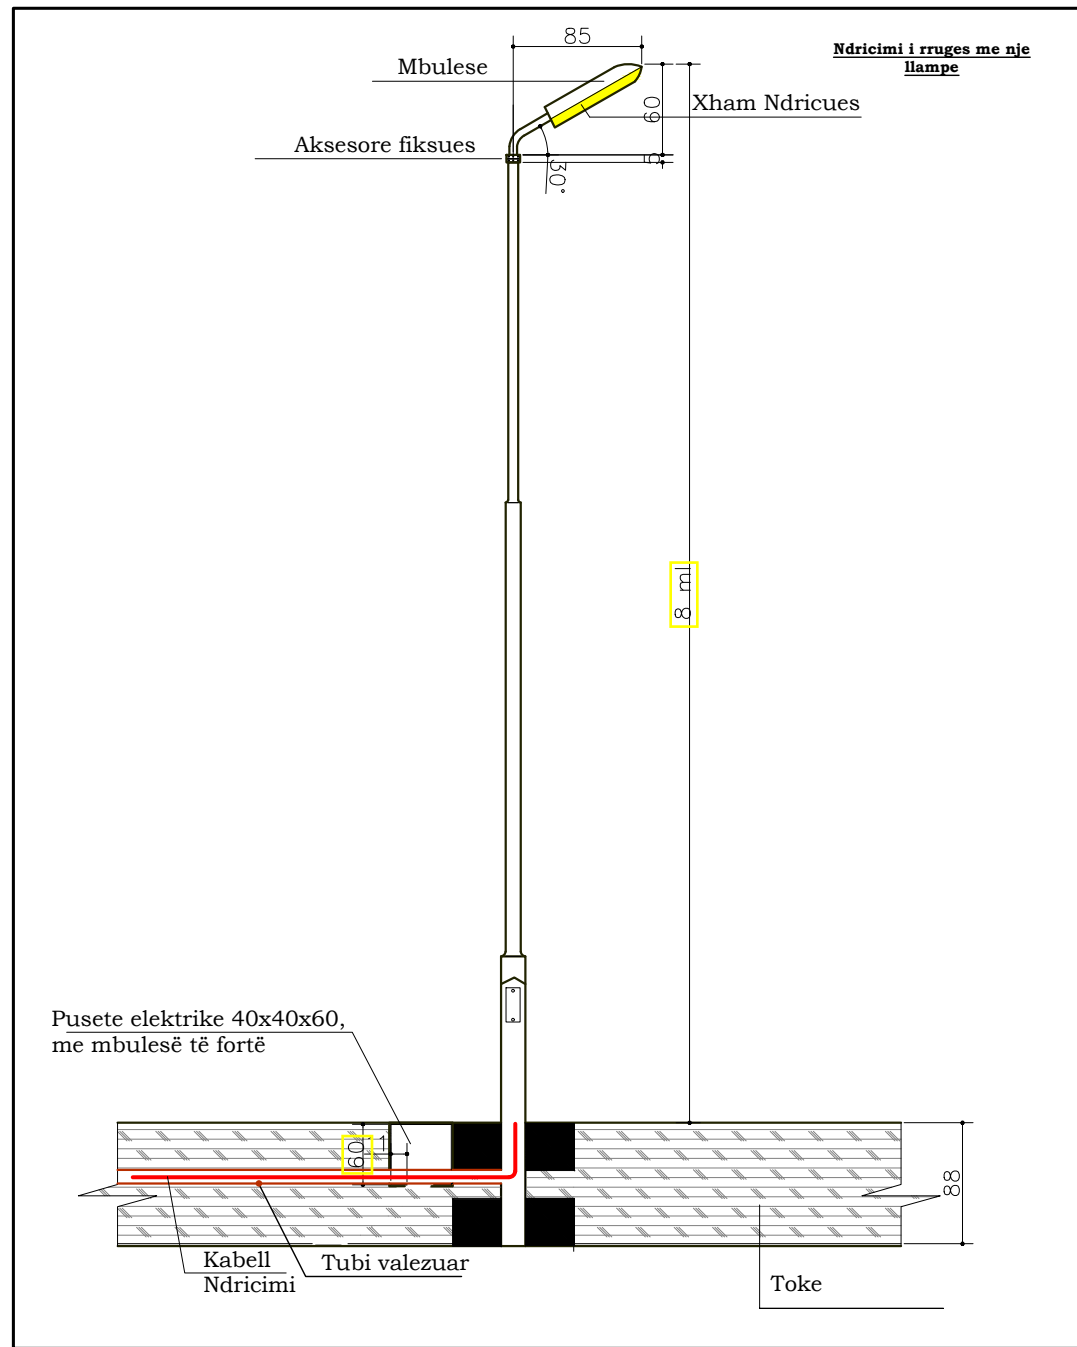 85
Ndricimi i rruges me nje
llampe
Mbulese
Xham Ndricues
60
Aksesore fiksues
5
30°
8 ml
Pusete elektrike 40x40x60,
me mbulesë të fortë
60
1
88
Kabell
Ndricimi
Tubi valezuar
Toke